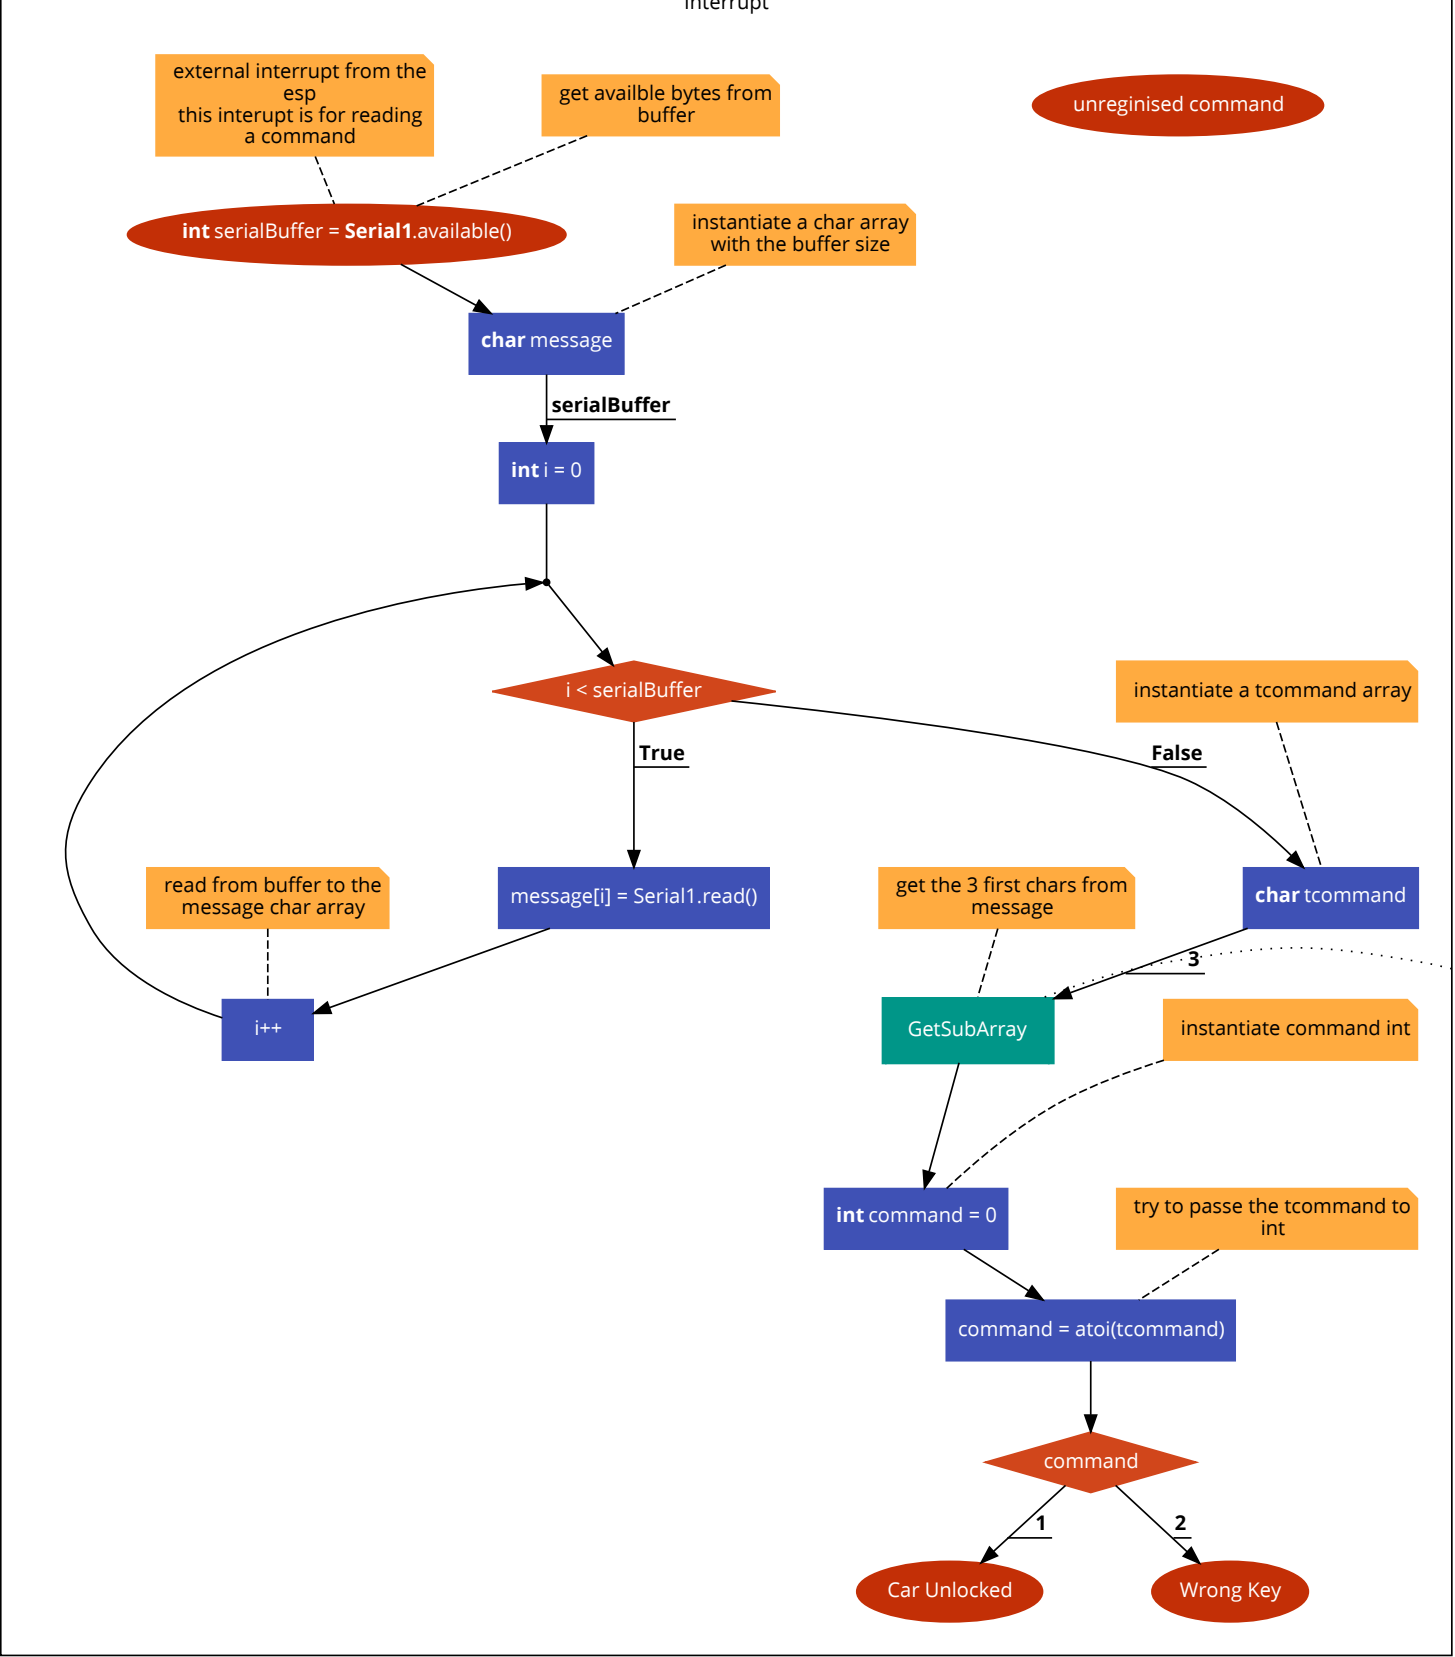 interrupt
external interrupt from the
esp
this interupt is for reading
a command
get availble bytes from
buffer
unreginised command
int serialBuffer = Serial1.available()
instantiate a char array
with the buffer size
char message
serialBuffer
int i = 0
i < serialBuffer
instantiate a tcommand array
True
False
read from buffer to the
message char array
message[i] = Serial1.read()
get the 3 first chars from
message
char tcommand
3
i++
GetSubArray
instantiate command int
int command = 0
try to passe the tcommand to
int
command = atoi(tcommand)
command
1
2
Car Unlocked
Wrong Key